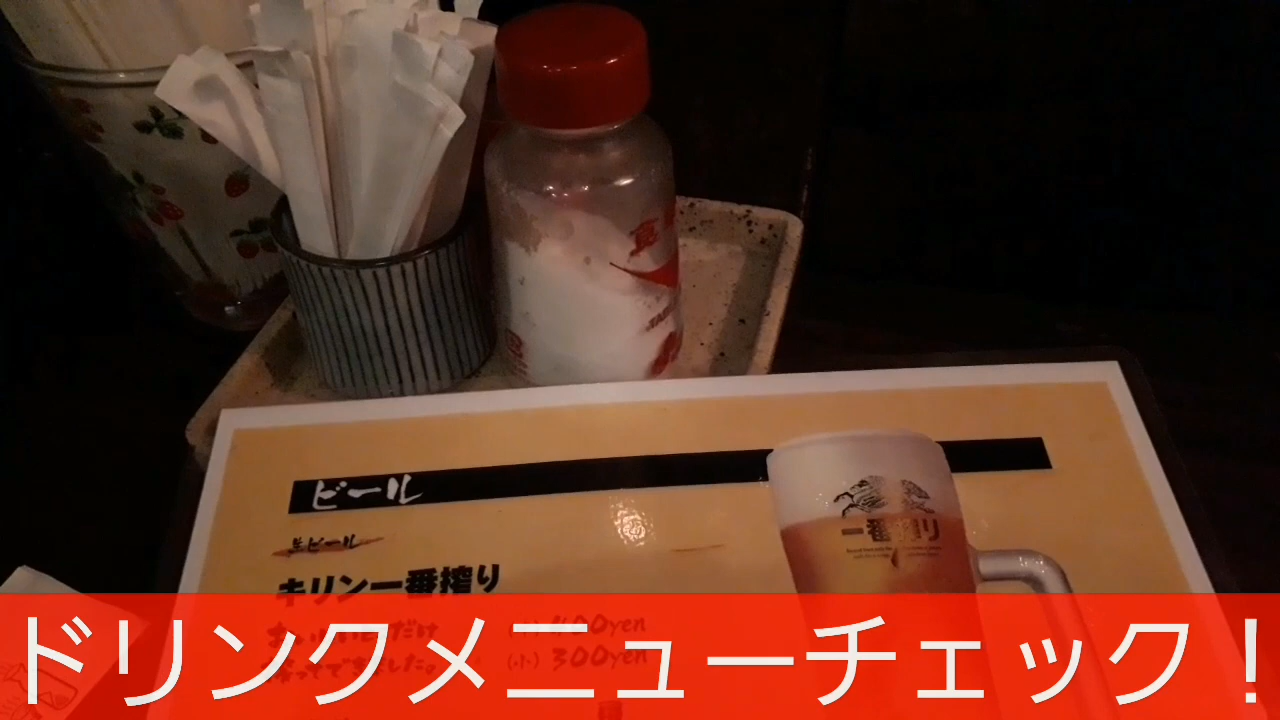 ビール
一番搾り
生ビール
キリン一番搾り
(中) 400yen
(小) 300yen
ドリンクメニューチェック!